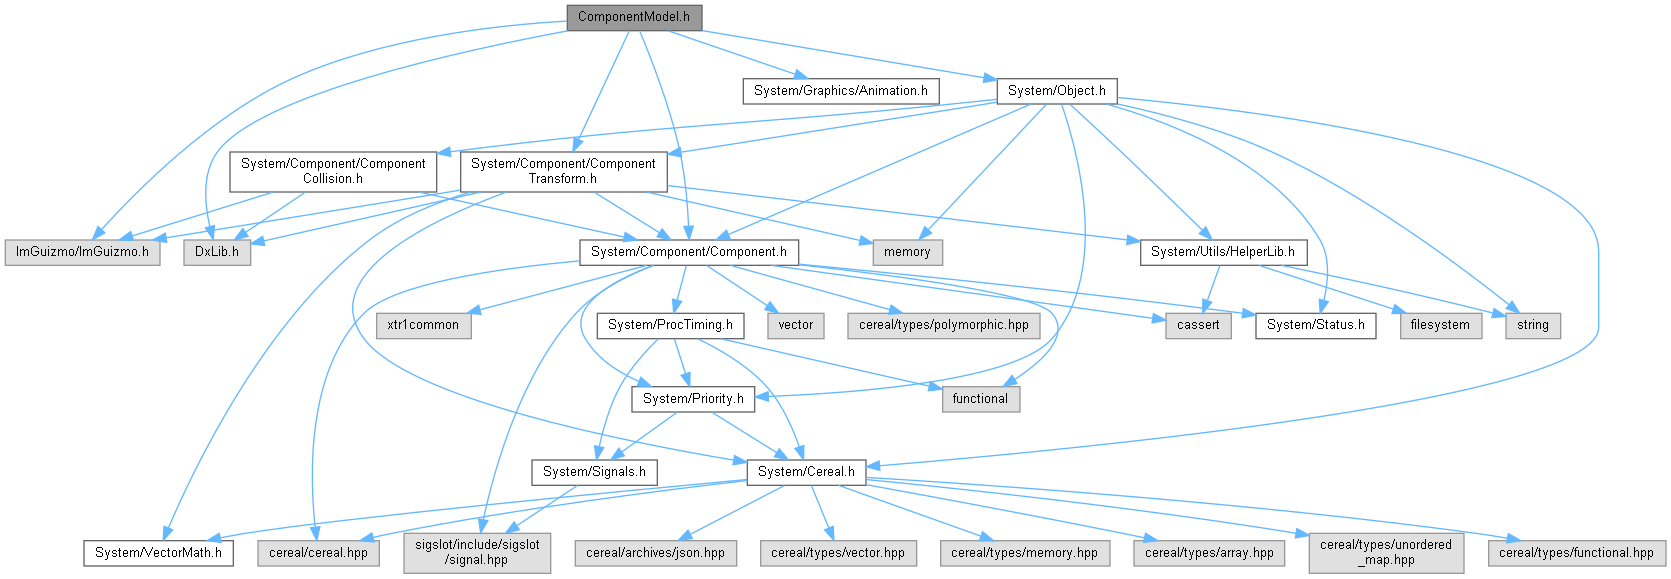 ComponentModel.h
System/Graphics/Animation.h
System/Object.h
System/Component/Component
Collision.h
System/Component/Component
Transform.h
ImGuizmo/ImGuizmo.h
DxLib.h
System/Component/Component.h
memory
System/Utils/HelperLib.h
xtr1common
System/ProcTiming.h
vector
cereal/types/polymorphic.hpp
cassert
System/Status.h
filesystem
string
System/Priority.h
functional
System/Signals.h
System/Cereal.h
System/VectorMath.h
cereal/cereal.hpp
sigslot/include/sigslot
/signal.hpp
cereal/archives/json.hpp
cereal/types/vector.hpp
cereal/types/memory.hpp
cereal/types/array.hpp
cereal/types/unordered
_map.hpp
cereal/types/functional.hpp